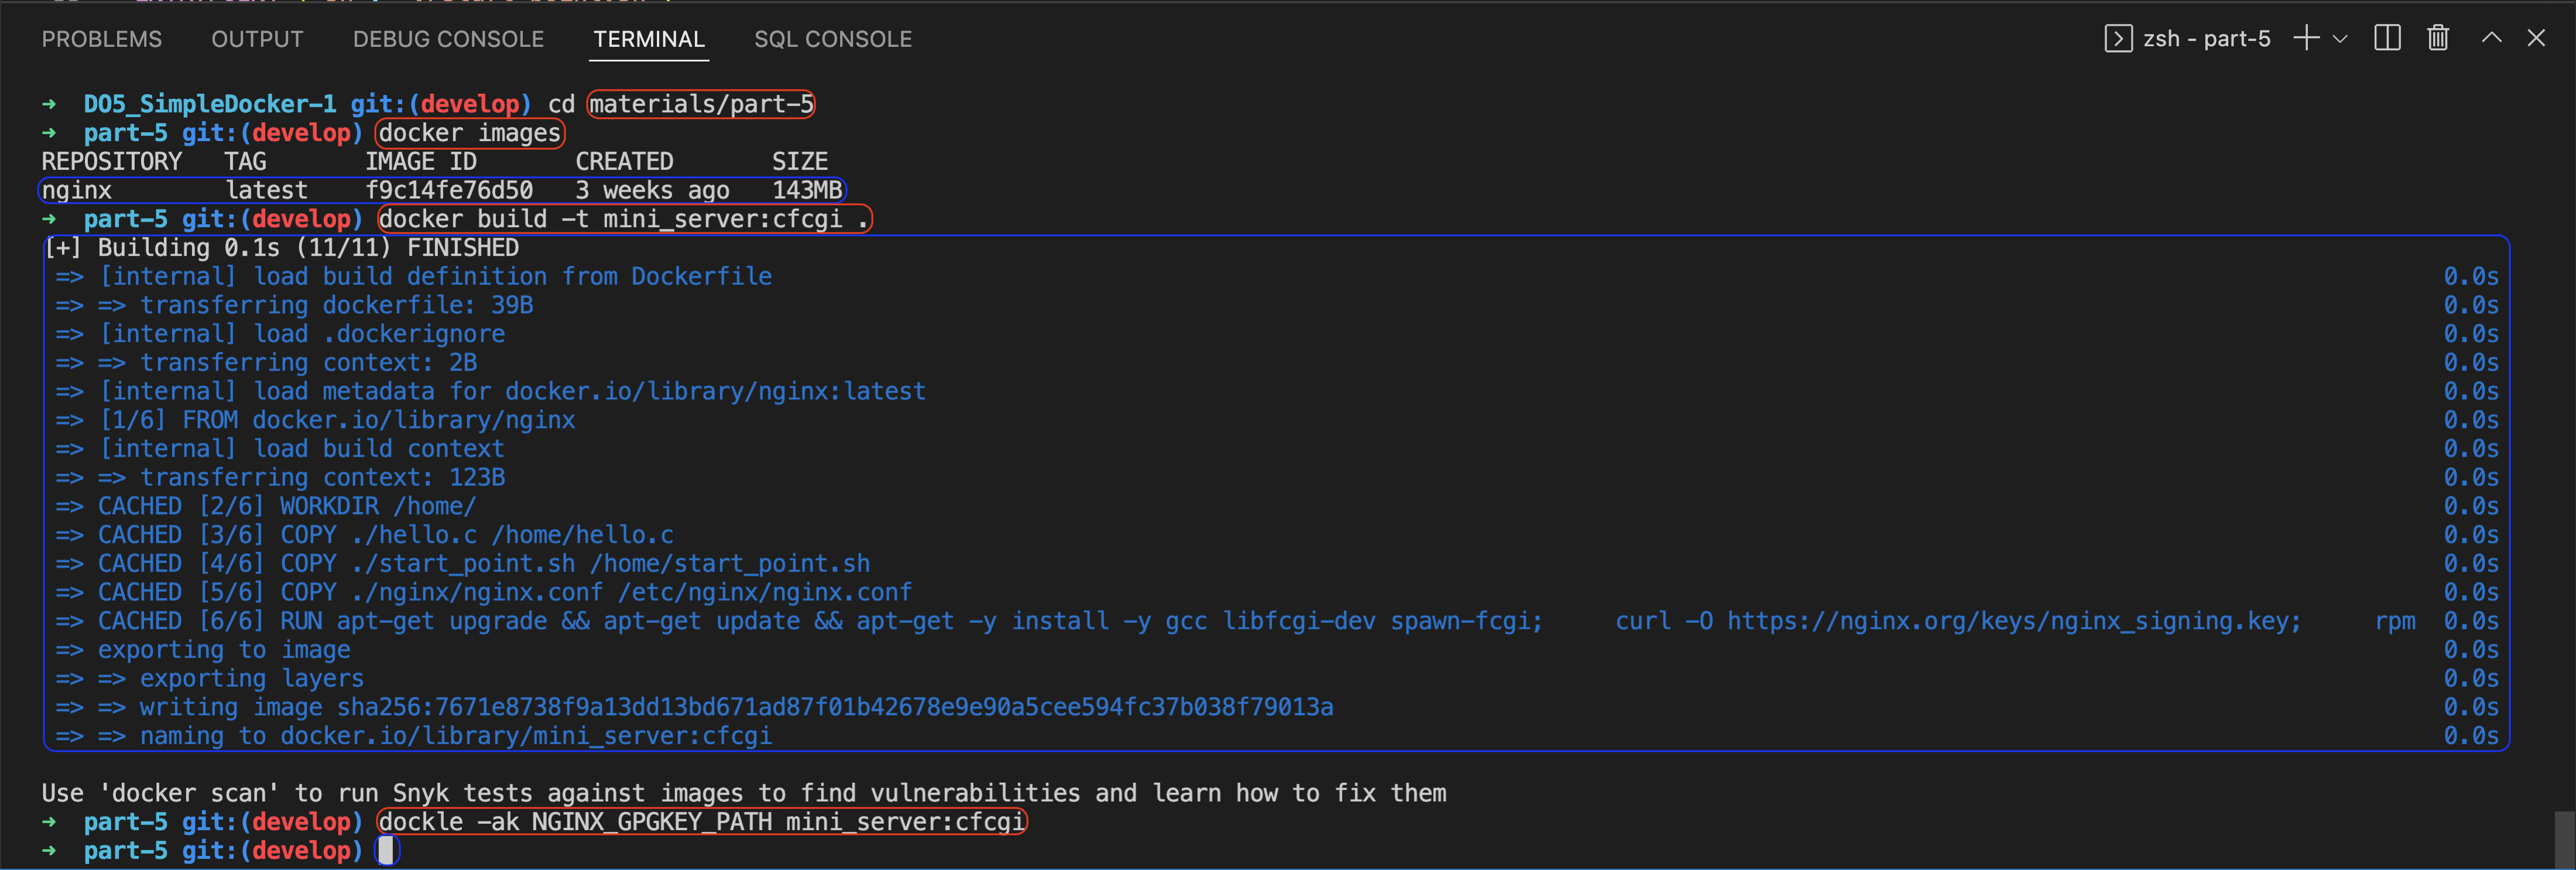 PROBLEMS OUTPUT DEBUG CONSOLE TERMINAL SQL CONSOLE zsh - part-5
➜ DO5_SimpleDocker-1 git:(develop) cd materials/part-5
➜ part-5 git:(develop) docker images
REPOSITORY TAG IMAGE ID CREATED SIZE
nginx latest f9c14fe76d50 3 weeks ago 143MB
➜ part-5 git:(develop) docker build -t mini_server:cfcgi .
[+] Building 0.1s (11/11) FINISHED
=> [internal] load build definition from Dockerfile 0.0s
=> => transferring dockerfile: 39B 0.0s
=> [internal] load .dockerignore 0.0s
=> => transferring context: 2B 0.0s
=> [internal] load metadata for docker.io/library/nginx:latest 0.0s
=> [1/6] FROM docker.io/library/nginx 0.0s
=> [internal] load build context 0.0s
=> => transferring context: 123B 0.0s
=> CACHED [2/6] WORKDIR /home/ 0.0s
=> CACHED [3/6] COPY ./hello.c /home/hello.c 0.0s
=> CACHED [4/6] COPY ./start_point.sh /home/start_point.sh 0.0s
=> CACHED [5/6] COPY ./nginx/nginx.conf /etc/nginx/nginx.conf 0.0s
=> CACHED [6/6] RUN apt-get upgrade && apt-get update && apt-get -y install -y gcc libfcgi-dev spawn-fcgi; curl -O https://nginx.org/keys/nginx_signing.key; rpm 0.0s
=> exporting to image 0.0s
=> => exporting layers 0.0s
=> => writing image sha256:7671e8738f9a13dd13bd671ad87f01b42678e9e90a5cee594fc37b038f79013a 0.0s
=> => naming to docker.io/library/mini_server:cfcgi 0.0s
Use 'docker scan' to run Snyk tests against images to find vulnerabilities and learn how to fix them
➜ part-5 git:(develop) dockle -ak NGINX_GPGKEY_PATH mini_server:cfcgi
➜ part-5 git:(develop)